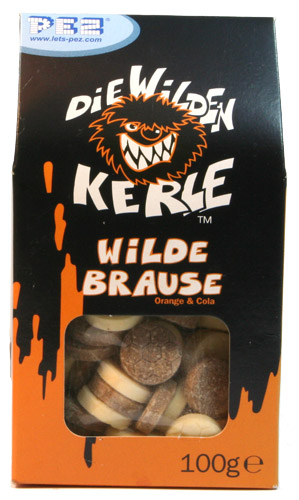 PEZ
www.lets-pez.com
DIE WILDEN
KERLE
TM
WILDE
BRAUSE
Orange & Cola
100g e